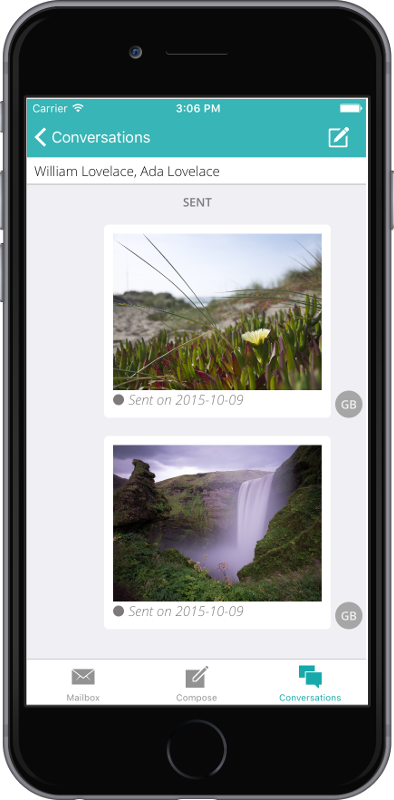 Carrier 3:06 PM
Conversations
William Lovelace, Ada Lovelace
SENT
Sent on 2015-10-09
GB
Sent on 2015-10-09
GB
Mailbox Compose Conversations